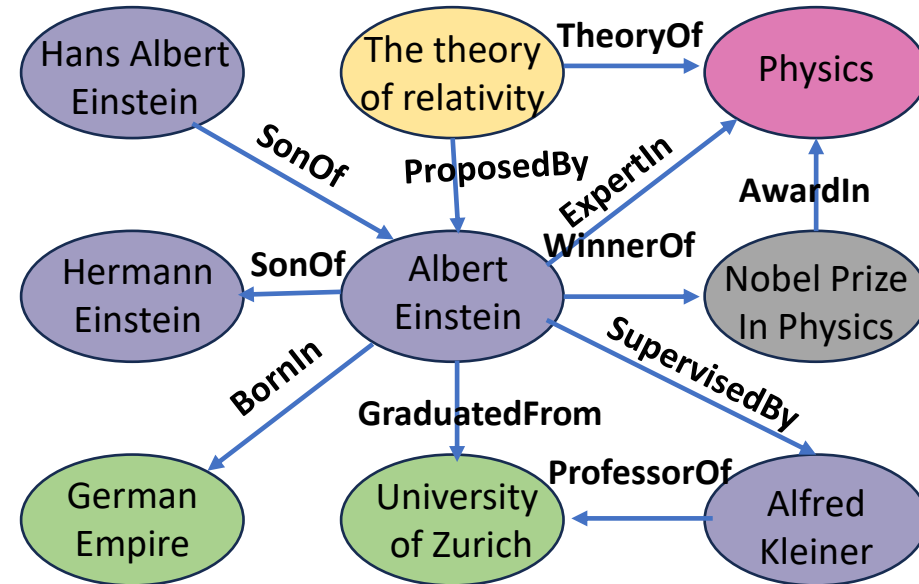 Hans Albert
Einstein
The theory
of relativity
TheoryOf
Physics
SonOf
ProposedBy
ExpertIn
AwardIn
Hermann
Einstein
SonOf
Albert
Einstein
WinnerOf
Nobel Prize
In Physics
BornIn
GraduatedFrom
SupervisedBy
ProfessorOf
German
Empire
University
of Zurich
Alfred
Kleiner